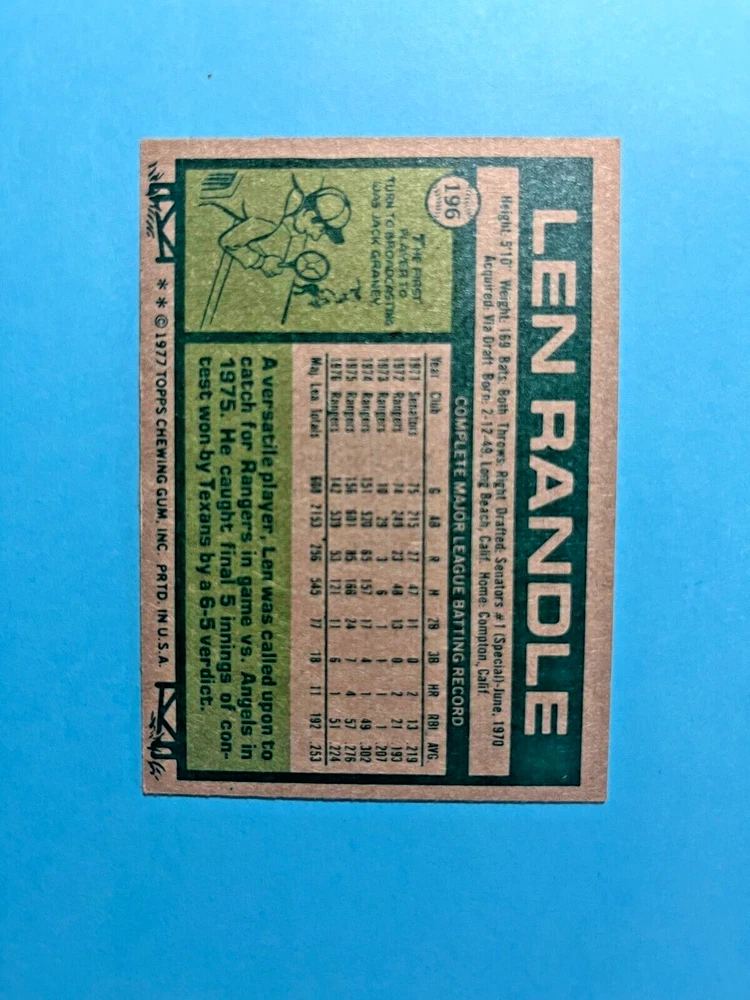 LEN RANDLE
196
Height: 5'10" Weight: 169 Bats: Both Throws: Right Drafted: Senators #1 (Special)-June, 1970
Acquired: Via Draft Born: 2-12-49, Long Beach, Calif. Home: Compton, Calif.
COMPLETE MAJOR LEAGUE BATTING RECORD
Year Club G AB R H 2B 3B HR RBI AVG.
1971 Senators 75 215 27 47 11 0 2 13 .219
1972 Rangers 74 249 23 48 13 0 2 21 .193
1973 Rangers 10 29 3 6 1 1 1 1 .207
1974 Rangers 151 520 65 157 17 4 1 49 .302
1975 Rangers 156 601 85 166 24 7 4 57 .276
1976 Rangers 142 539 53 121 11 6 1 51 .224
Maj. Lea. Totals 608 2153 256 545 77 18 11 192 .253
THE FIRST
PLAYER TO
TURN TO BROADCASTING
WAS JACK GRANEY.
A versatile player, Len was called upon to
catch for Rangers in game vs. Angels in
1975. He caught final 5 innings of con-
test won by Texans by a 6-5 verdict.
* * © 1977 TOPPS CHEWING GUM, INC. PRTD. IN U.S.A.